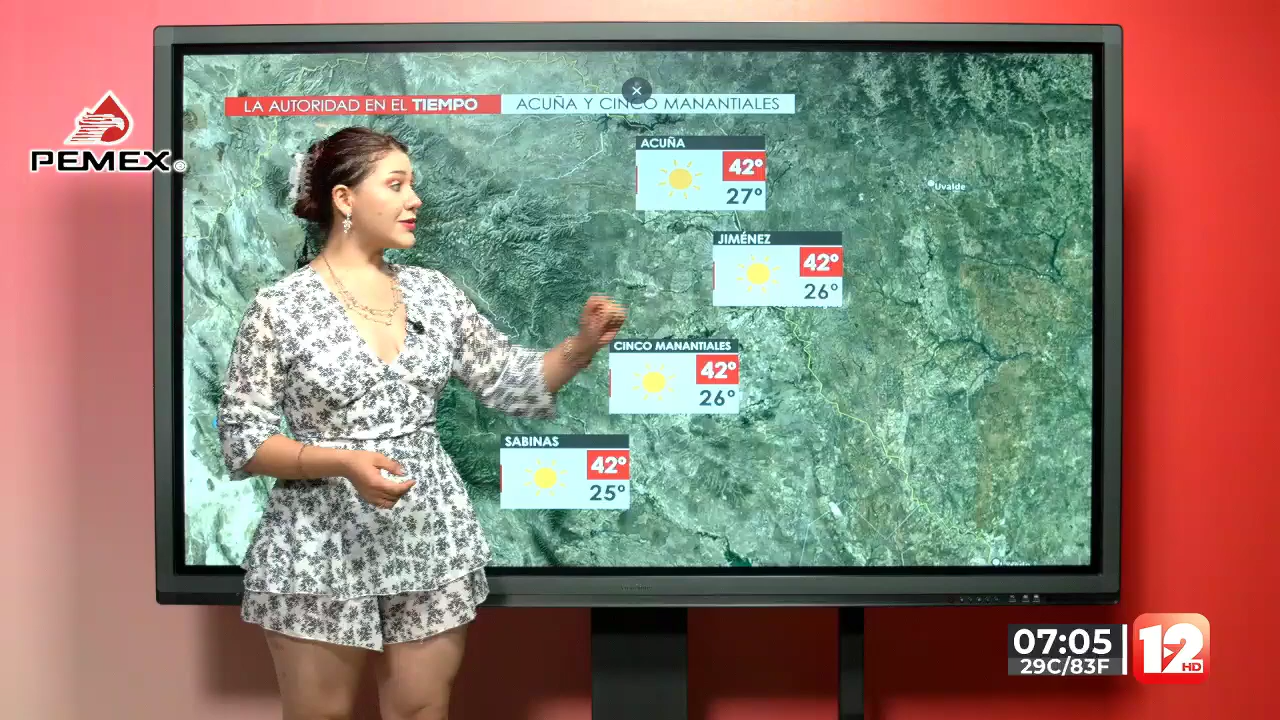 LA AUTORIDAD EN EL TIEMPO
ACUÑA Y CINCO MANANTIALES
PEMEX
ACUÑA
42°
27°
Uvalde
JIMÉNEZ
42°
26°
CINCO MANANTIALES
42°
26°
SABINAS
42°
25°
07:05
29C/83F
12
HD